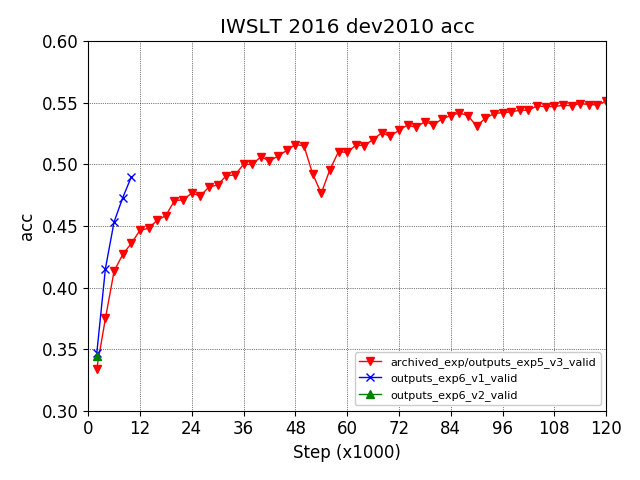 IWSLT 2016 dev2010 acc
0.60
0.55
0.50
0.45
0.40
0.35
0.30
acc
archived_exp/outputs_exp5_v3_valid
outputs_exp6_v1_valid
outputs_exp6_v2_valid
0 12 24 36 48 60 72 84 96 108 120
Step (x1000)